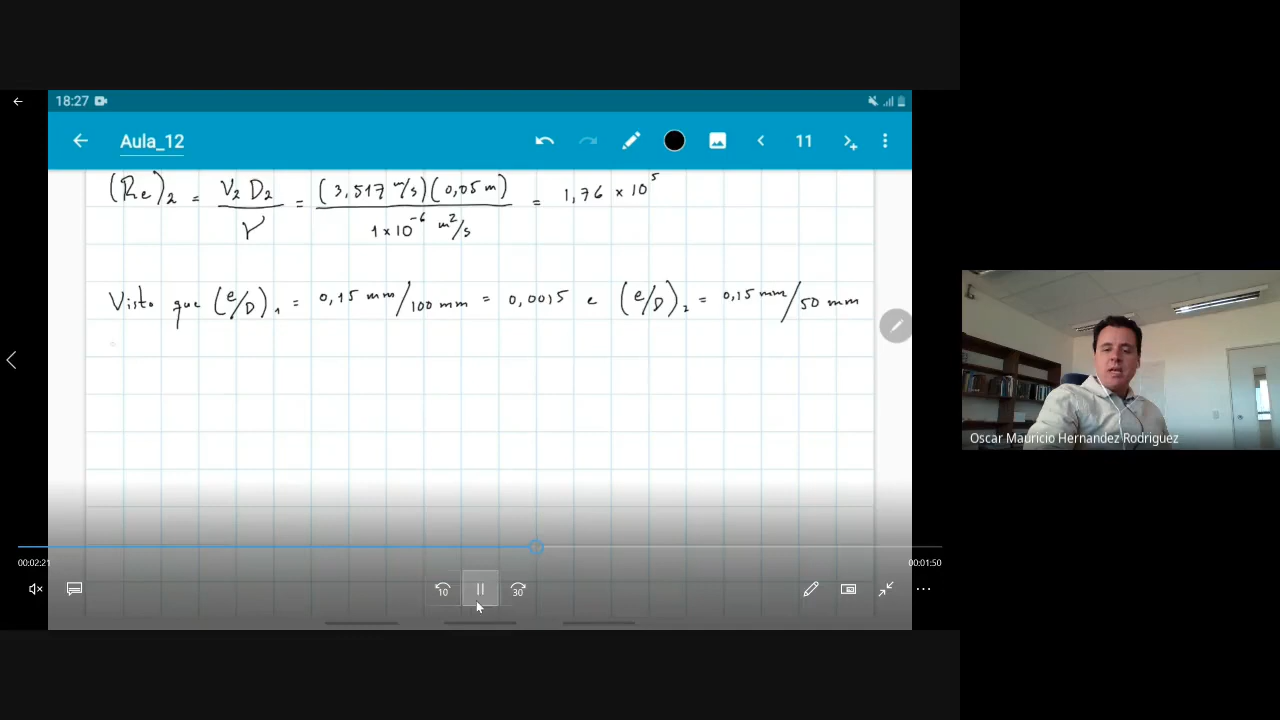 18:27
Aula_12
11
(Re)₂ = V₂ D₂ / ν = (3,517 m/s)(0,05 m) / 1×10⁻⁶ m²/s = 1,76 × 10⁵
Visto que (e/D)₁ = 0,15 mm/100 mm = 0,0015 e (e/D)₂ = 0,15 mm/50 mm
Oscar Mauricio Hernandez Rodriguez
00:02:21
00:01:50
10
30